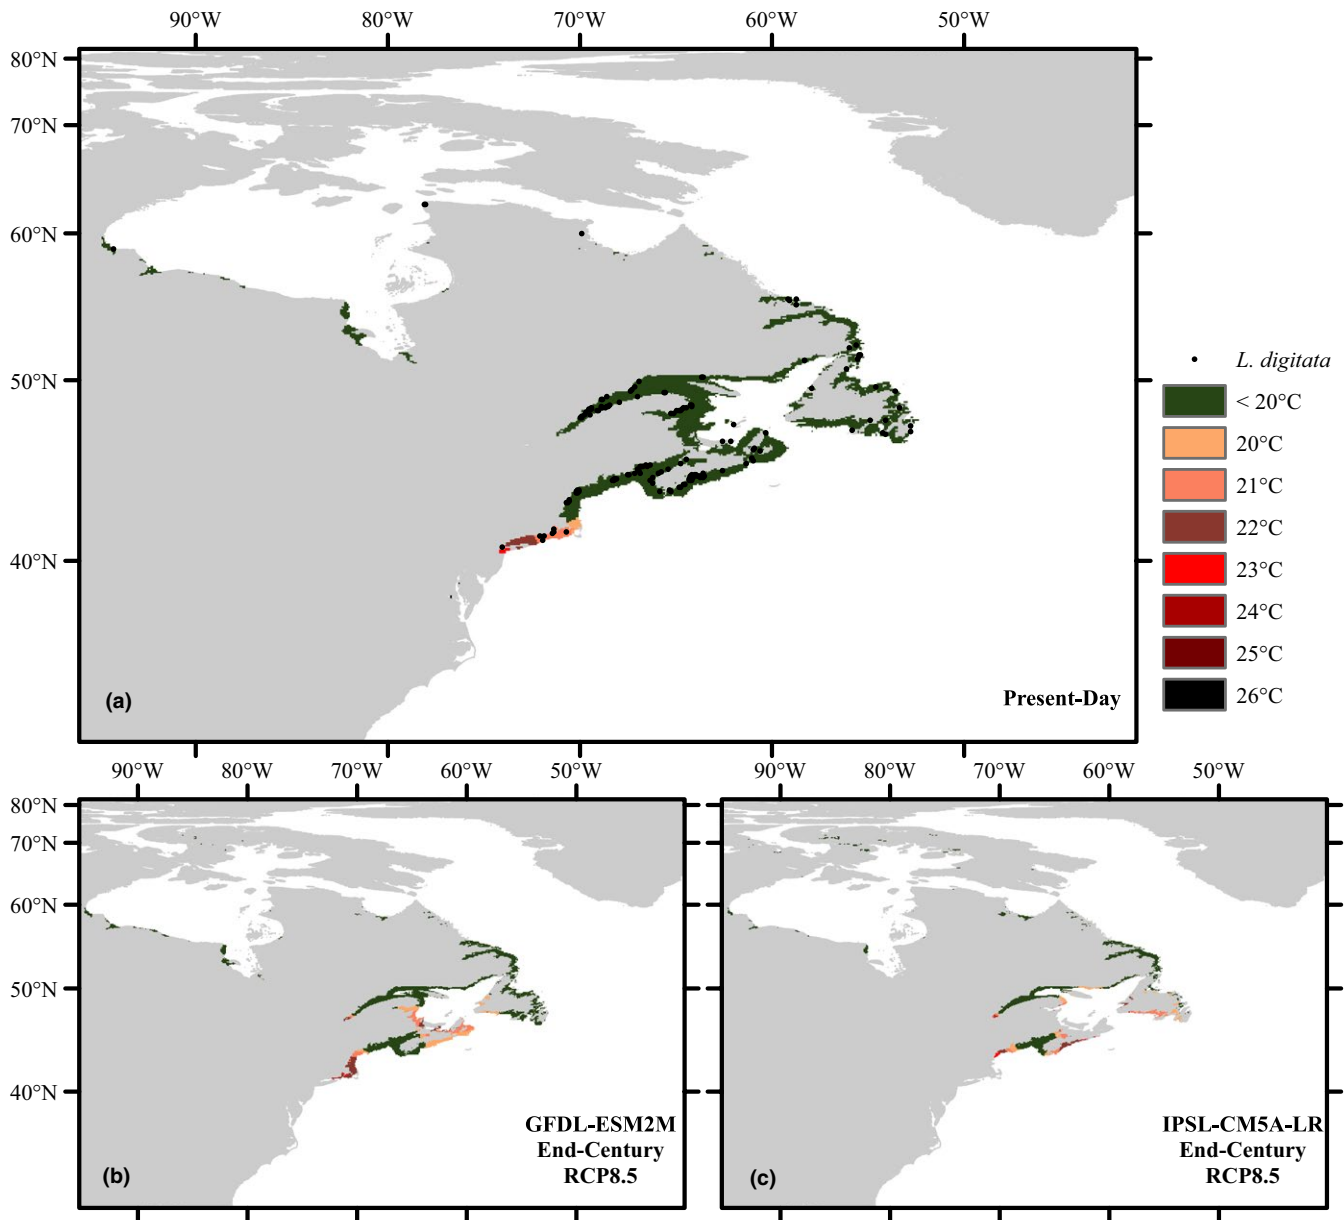 90°W 80°W 70°W 60°W 50°W
80°N
70°N
60°N
50°N
40°N
(a)
Present-Day
L. digitata
< 20°C
20°C
21°C
22°C
23°C
24°C
25°C
26°C
90°W 80°W 70°W 60°W 50°W
80°N
70°N
60°N
50°N
40°N
(b)
GFDL-ESM2M
End-Century
RCP8.5
90°W 80°W 70°W 60°W 50°W
(c)
IPSL-CM5A-LR
End-Century
RCP8.5